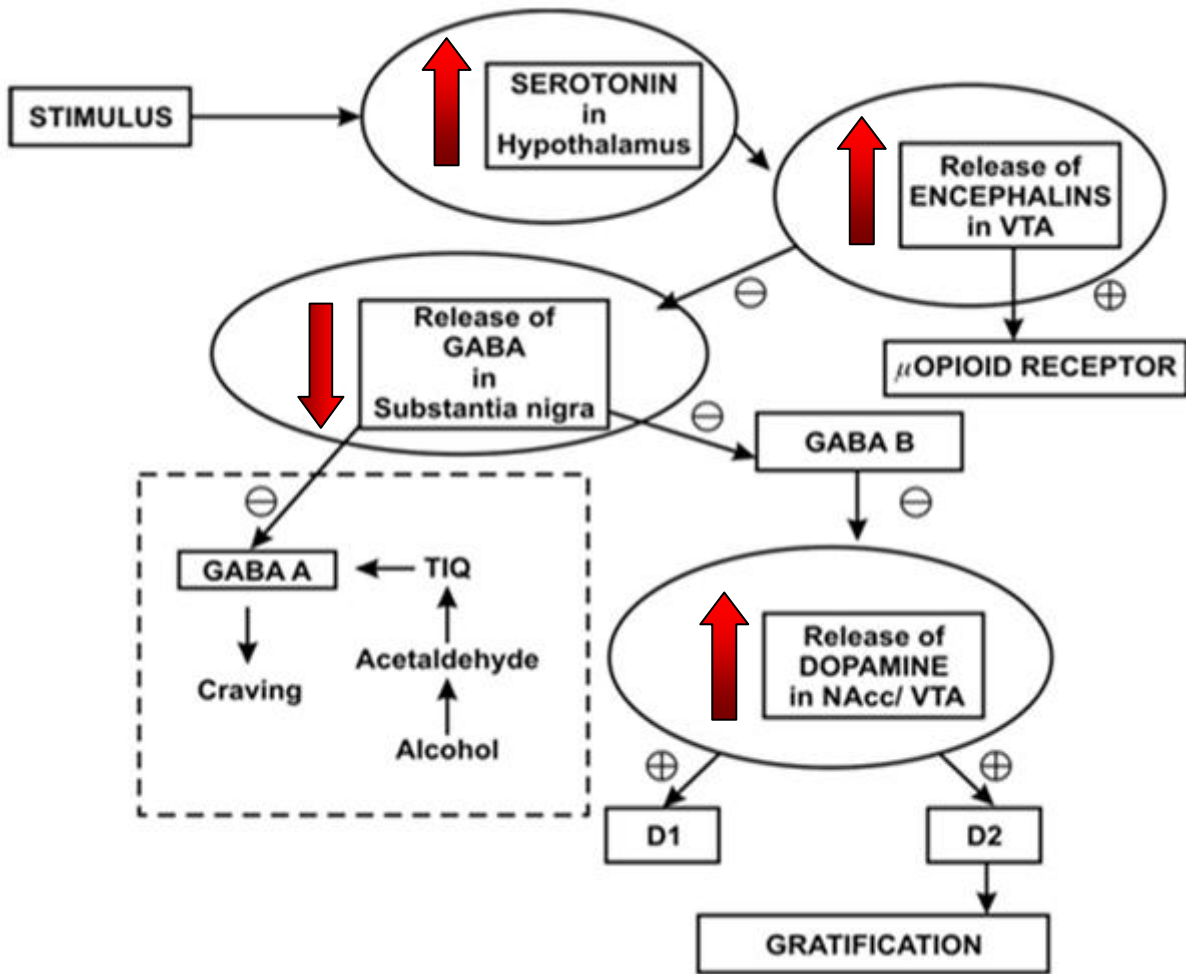 STIMULUS
SEROTONIN
in
Hypothalamus
Release of
ENCEPHALINS
in VTA
⊖
⊕
Release of
GABA
in
Substantia nigra
μOPIOID RECEPTOR
⊖
GABA B
⊖
⊖
GABA A
TIQ
Craving
Acetaldehyde
Alcohol
Release of
DOPAMINE
in NAcc/ VTA
⊕
⊕
D1
D2
GRATIFICATION